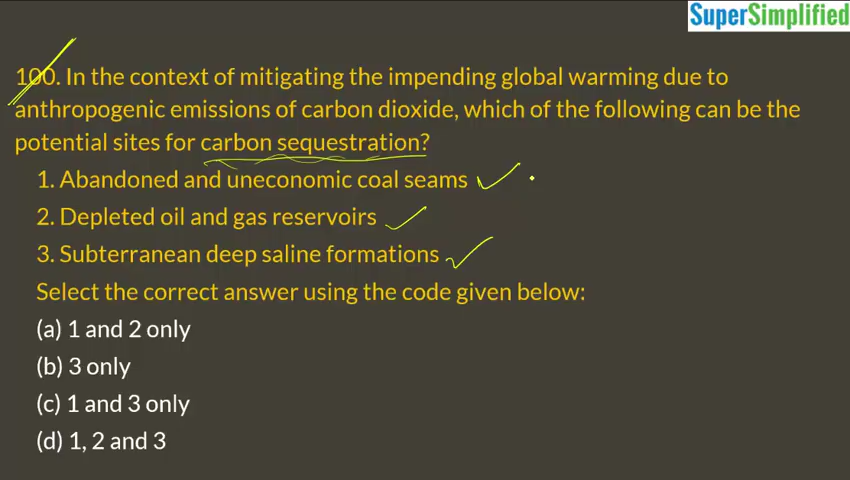 SuperSimplified
100. In the context of mitigating the impending global warming due to
anthropogenic emissions of carbon dioxide, which of the following can be the
potential sites for carbon sequestration?
1. Abandoned and uneconomic coal seams
2. Depleted oil and gas reservoirs
3. Subterranean deep saline formations
Select the correct answer using the code given below:
(a) 1 and 2 only
(b) 3 only
(c) 1 and 3 only
(d) 1, 2 and 3